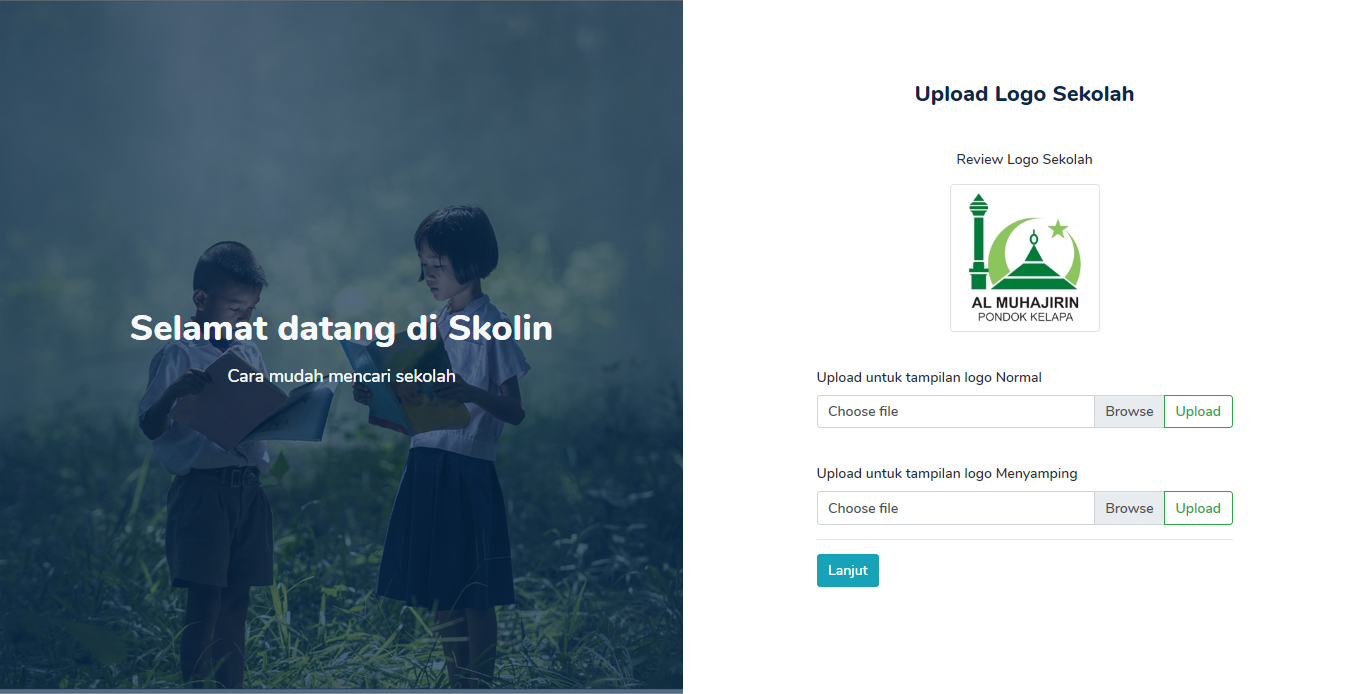 Selamat datang di Skolin
Cara mudah mencari sekolah
Upload Logo Sekolah
Review Logo Sekolah
AL MUHAJIRIN
PONDOK KELAPA
Upload untuk tampilan logo Normal
Choose file Browse Upload
Upload untuk tampilan logo Menyamping
Choose file Browse Upload
Lanjut